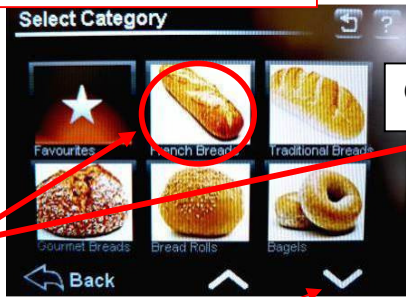 Select Category
?
Favourites
French Breads
Traditional Breads
Gourmet Breads
Bread Rolls
Bagels
Back